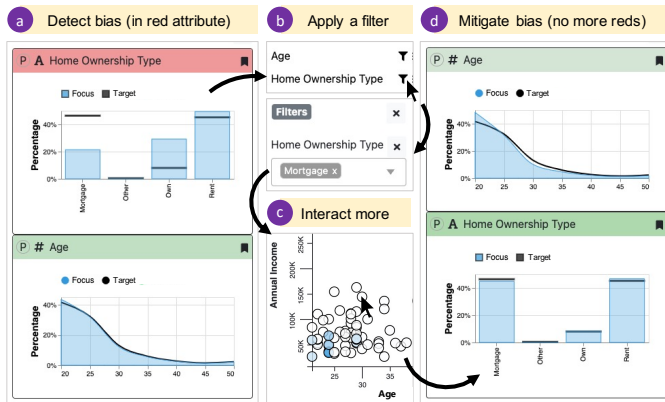 a Detect bias (in red attribute)
P A Home Ownership Type
Focus Target
Percentage
40%
20%
0%
Mortgage
Other
Own
Rent
P # Age
Focus Target
Percentage
40%
20%
0%
20 25 30 35 40 45 50
b Apply a filter
Age
Home Ownership Type
Filters ×
Home Ownership Type ×
Mortgage x
c Interact more
Annual Income
250K
200K
150K
100K
50K
25 30 35
Age
d Mitigate bias (no more reds)
P # Age
Focus Target
Percentage
40%
20%
0%
20 25 30 35 40 45 50
P A Home Ownership Type
Focus Target
Percentage
40%
20%
0%
Mortgage
Other
Own
Rent